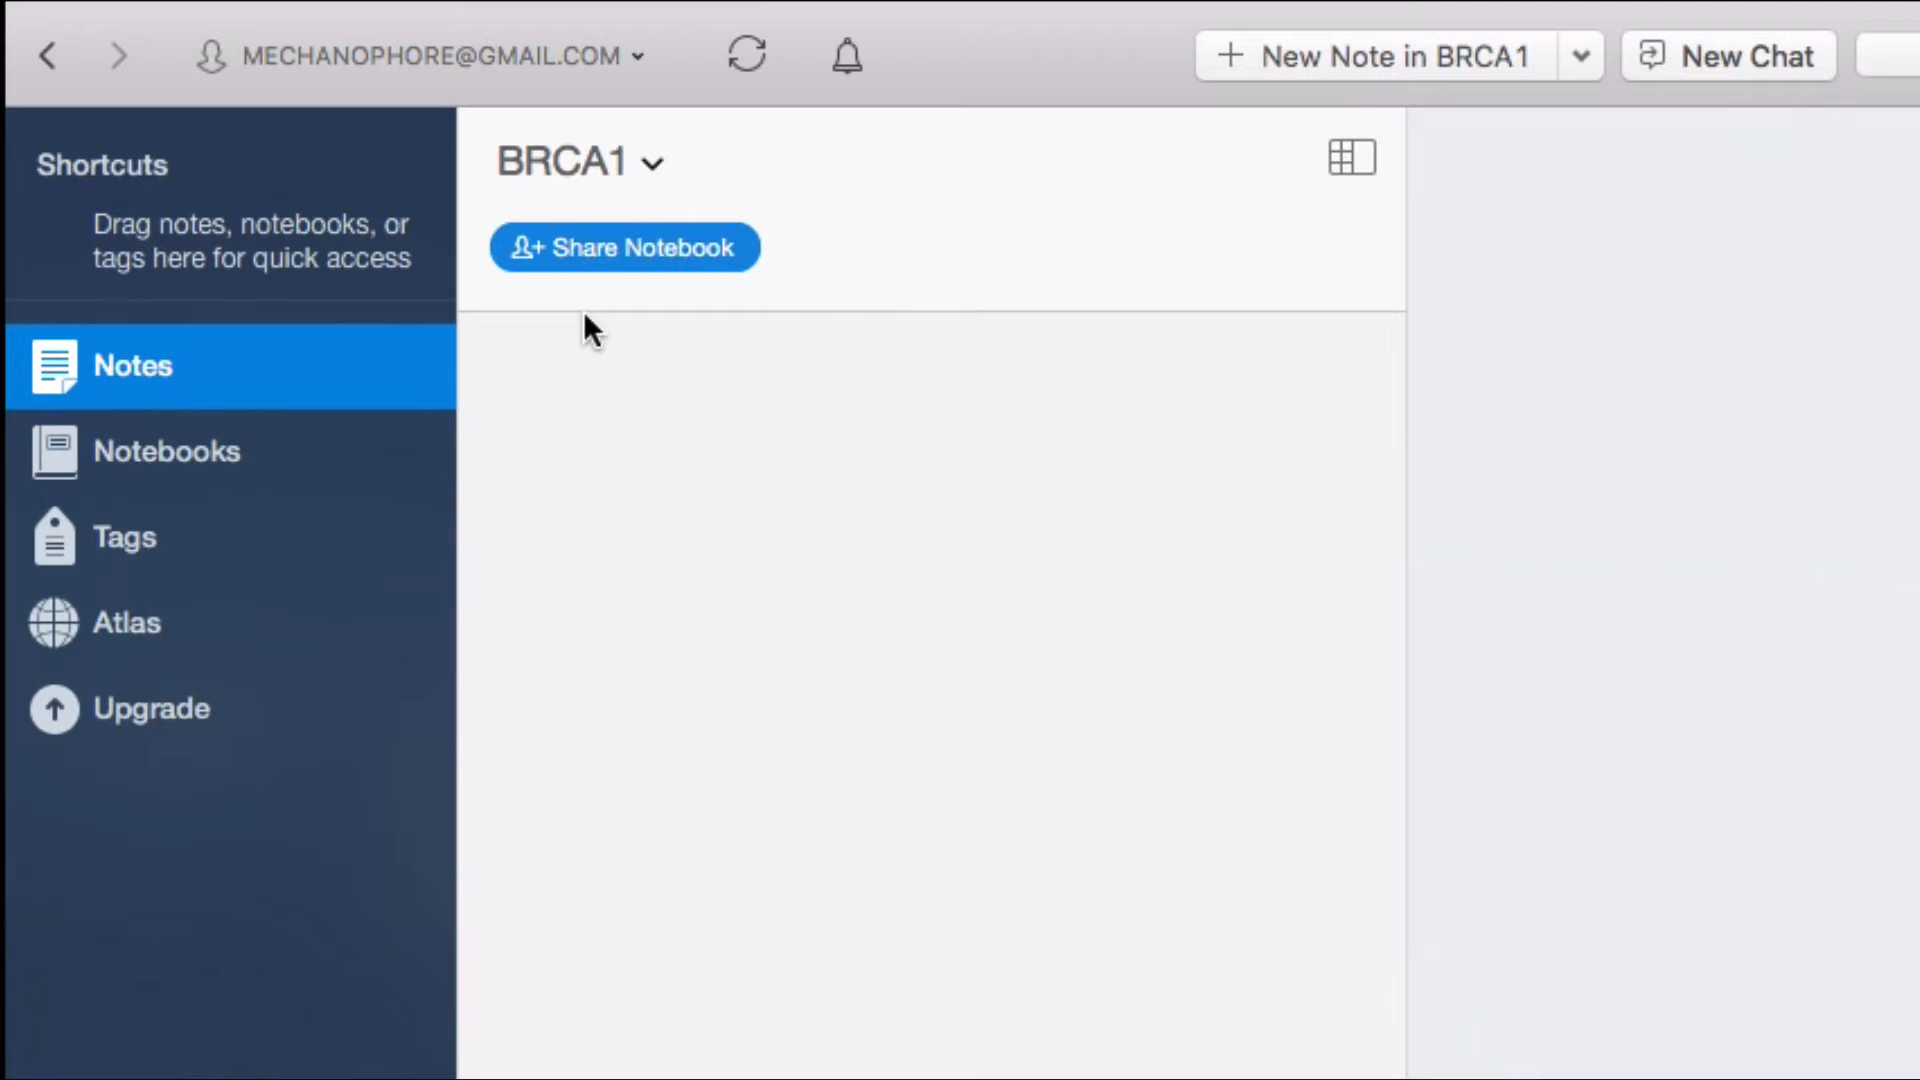 MECHANOPHORE@GMAIL.COM
New Note in BRCA1
New Chat
Shortcuts
Drag notes, notebooks, or
tags here for quick access
Notes
Notebooks
Tags
Atlas
Upgrade
BRCA1
Share Notebook